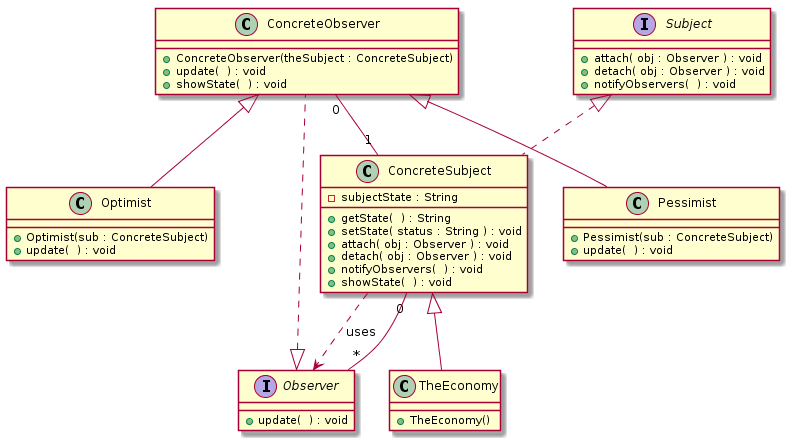 C ConcreteObserver
ConcreteObserver(theSubject : ConcreteSubject)
update(  ) : void
showState(  ) : void
I Subject
attach( obj : Observer ) : void
detach( obj : Observer ) : void
notifyObservers(  ) : void
0
1
C Optimist
Optimist(sub : ConcreteSubject)
update(  ) : void
C ConcreteSubject
subjectState : String
getState(  ) : String
setState( status : String ) : void
attach( obj : Observer ) : void
detach( obj : Observer ) : void
notifyObservers(  ) : void
showState(  ) : void
C Pessimist
Pessimist(sub : ConcreteSubject)
update(  ) : void
0
uses
*
I Observer
update(  ) : void
C TheEconomy
TheEconomy()